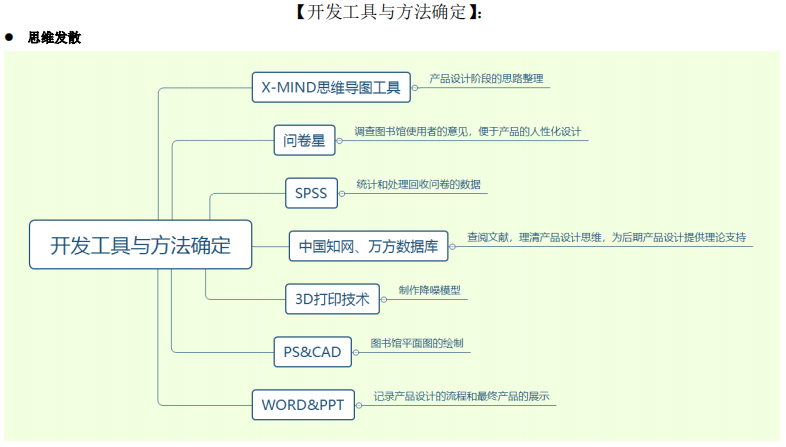 【开发工具与方法确定】：
● 思维发散
X-MIND思维导图工具
产品设计阶段的思路整理
问卷星
调查图书馆使用者的意见，便于产品的人性化设计
SPSS
统计和处理回收问卷的数据
开发工具与方法确定
中国知网、万方数据库
查阅文献，理清产品设计思维，为后期产品设计提供理论支持
3D打印技术
制作降噪模型
PS&CAD
图书馆平面图的绘制
WORD&PPT
记录产品设计的流程和最终产品的展示